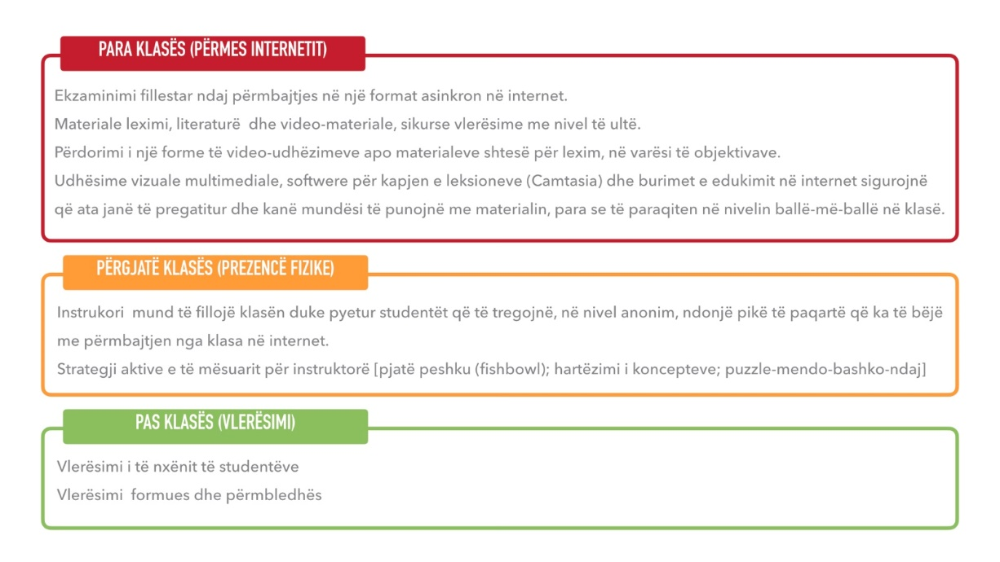 PARA KLASËS (PËRMES INTERNETIT)
Ekzaminimi fillestar ndaj përmbajtjes në një format asinkron në internet.
Materiale leximi, literaturë dhe video-materiale, sikurse vlerësime me nivel të ultë.
Përdorimi i një forme të video-udhëzimeve apo materialeve shtesë për lexim, në varësi të objektivave.
Udhësime vizuale multimediale, softwere për kapjen e leksioneve (Camtasia) dhe burimet e edukimit në internet sigurojnë
që ata janë të pregatitur dhe kanë mundësi të punojnë me materialin, para se të paraqiten në nivelin ballë-më-ballë në klasë.
PËRGJATË KLASËS (PREZENCË FIZIKE)
Instrukori mund të fillojë klasën duke pyetur studentët që të tregojnë, në nivel anonim, ndonjë pikë të paqartë që ka të bëjë
me përmbajtjen nga klasa në internet.
Strategji aktive e të mësuarit për instruktorë [pjatë peshku (fishbowl); hartëzimi i koncepteve; puzzle-mendo-bashko-ndaj]
PAS KLASËS (VLERËSIMI)
Vlerësimi i të nxënit të studentëve
Vlerësimi formues dhe përmbledhës